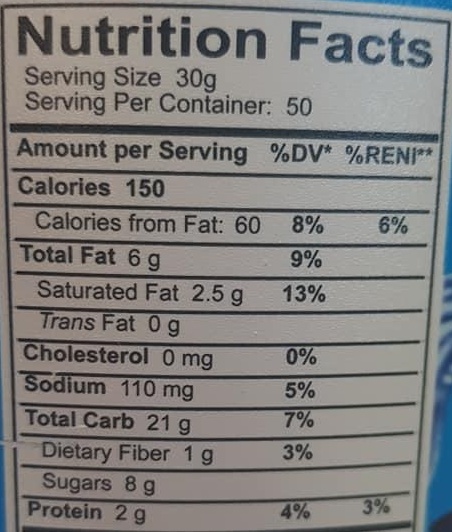 Nutrition Facts
Serving Size 30g
Serving Per Container: 50
Amount per Serving %DV* %RENI**
Calories 150
Calories from Fat: 60 8% 6%
Total Fat 6 g 9%
Saturated Fat 2.5 g 13%
Trans Fat 0 g
Cholesterol 0 mg 0%
Sodium 110 mg 5%
Total Carb 21 g 7%
Dietary Fiber 1 g 3%
Sugars 8 g
Protein 2 g 4% 3%